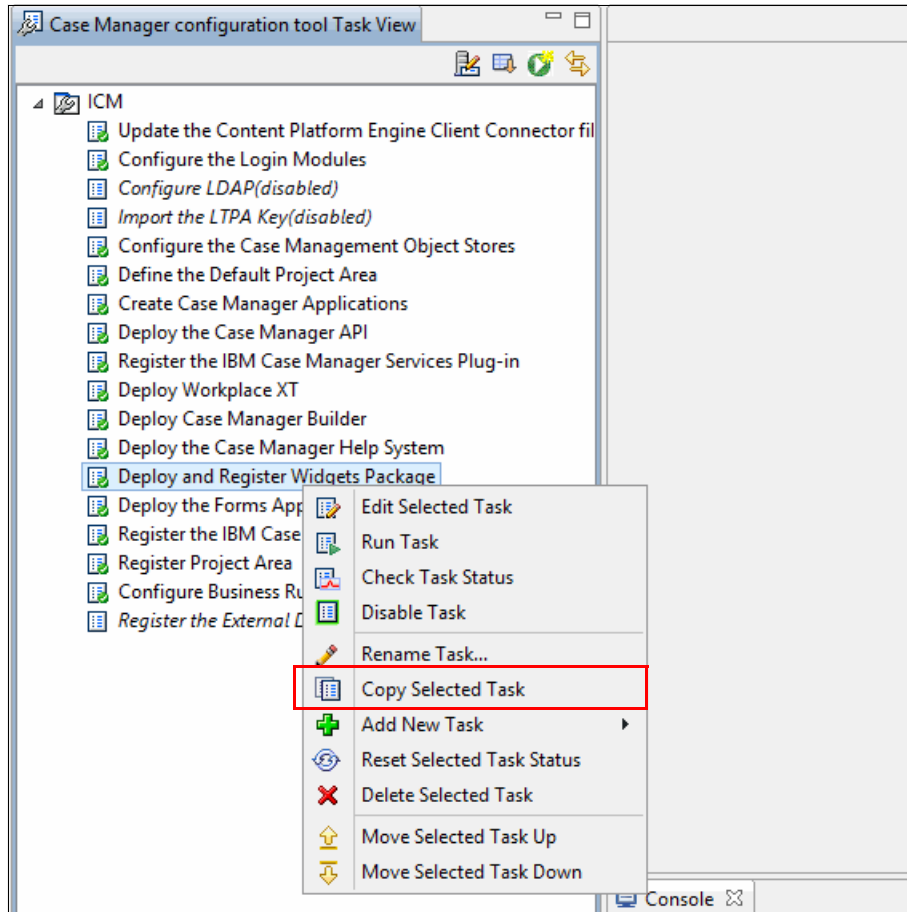 Case Manager configuration tool Task View
ICM
Update the Content Platform Engine Client Connector fil
Configure the Login Modules
Configure LDAP(disabled)
Import the LTPA Key(disabled)
Configure the Case Management Object Stores
Define the Default Project Area
Create Case Manager Applications
Deploy the Case Manager API
Register the IBM Case Manager Services Plug-in
Deploy Workplace XT
Deploy Case Manager Builder
Deploy the Case Manager Help System
Deploy and Register Widgets Package
Deploy the Forms App
Register the IBM Case
Register Project Area
Configure Business Ru
Register the External D
Edit Selected Task
Run Task
Check Task Status
Disable Task
Rename Task...
Copy Selected Task
Add New Task
Reset Selected Task Status
Delete Selected Task
Move Selected Task Up
Move Selected Task Down
Console